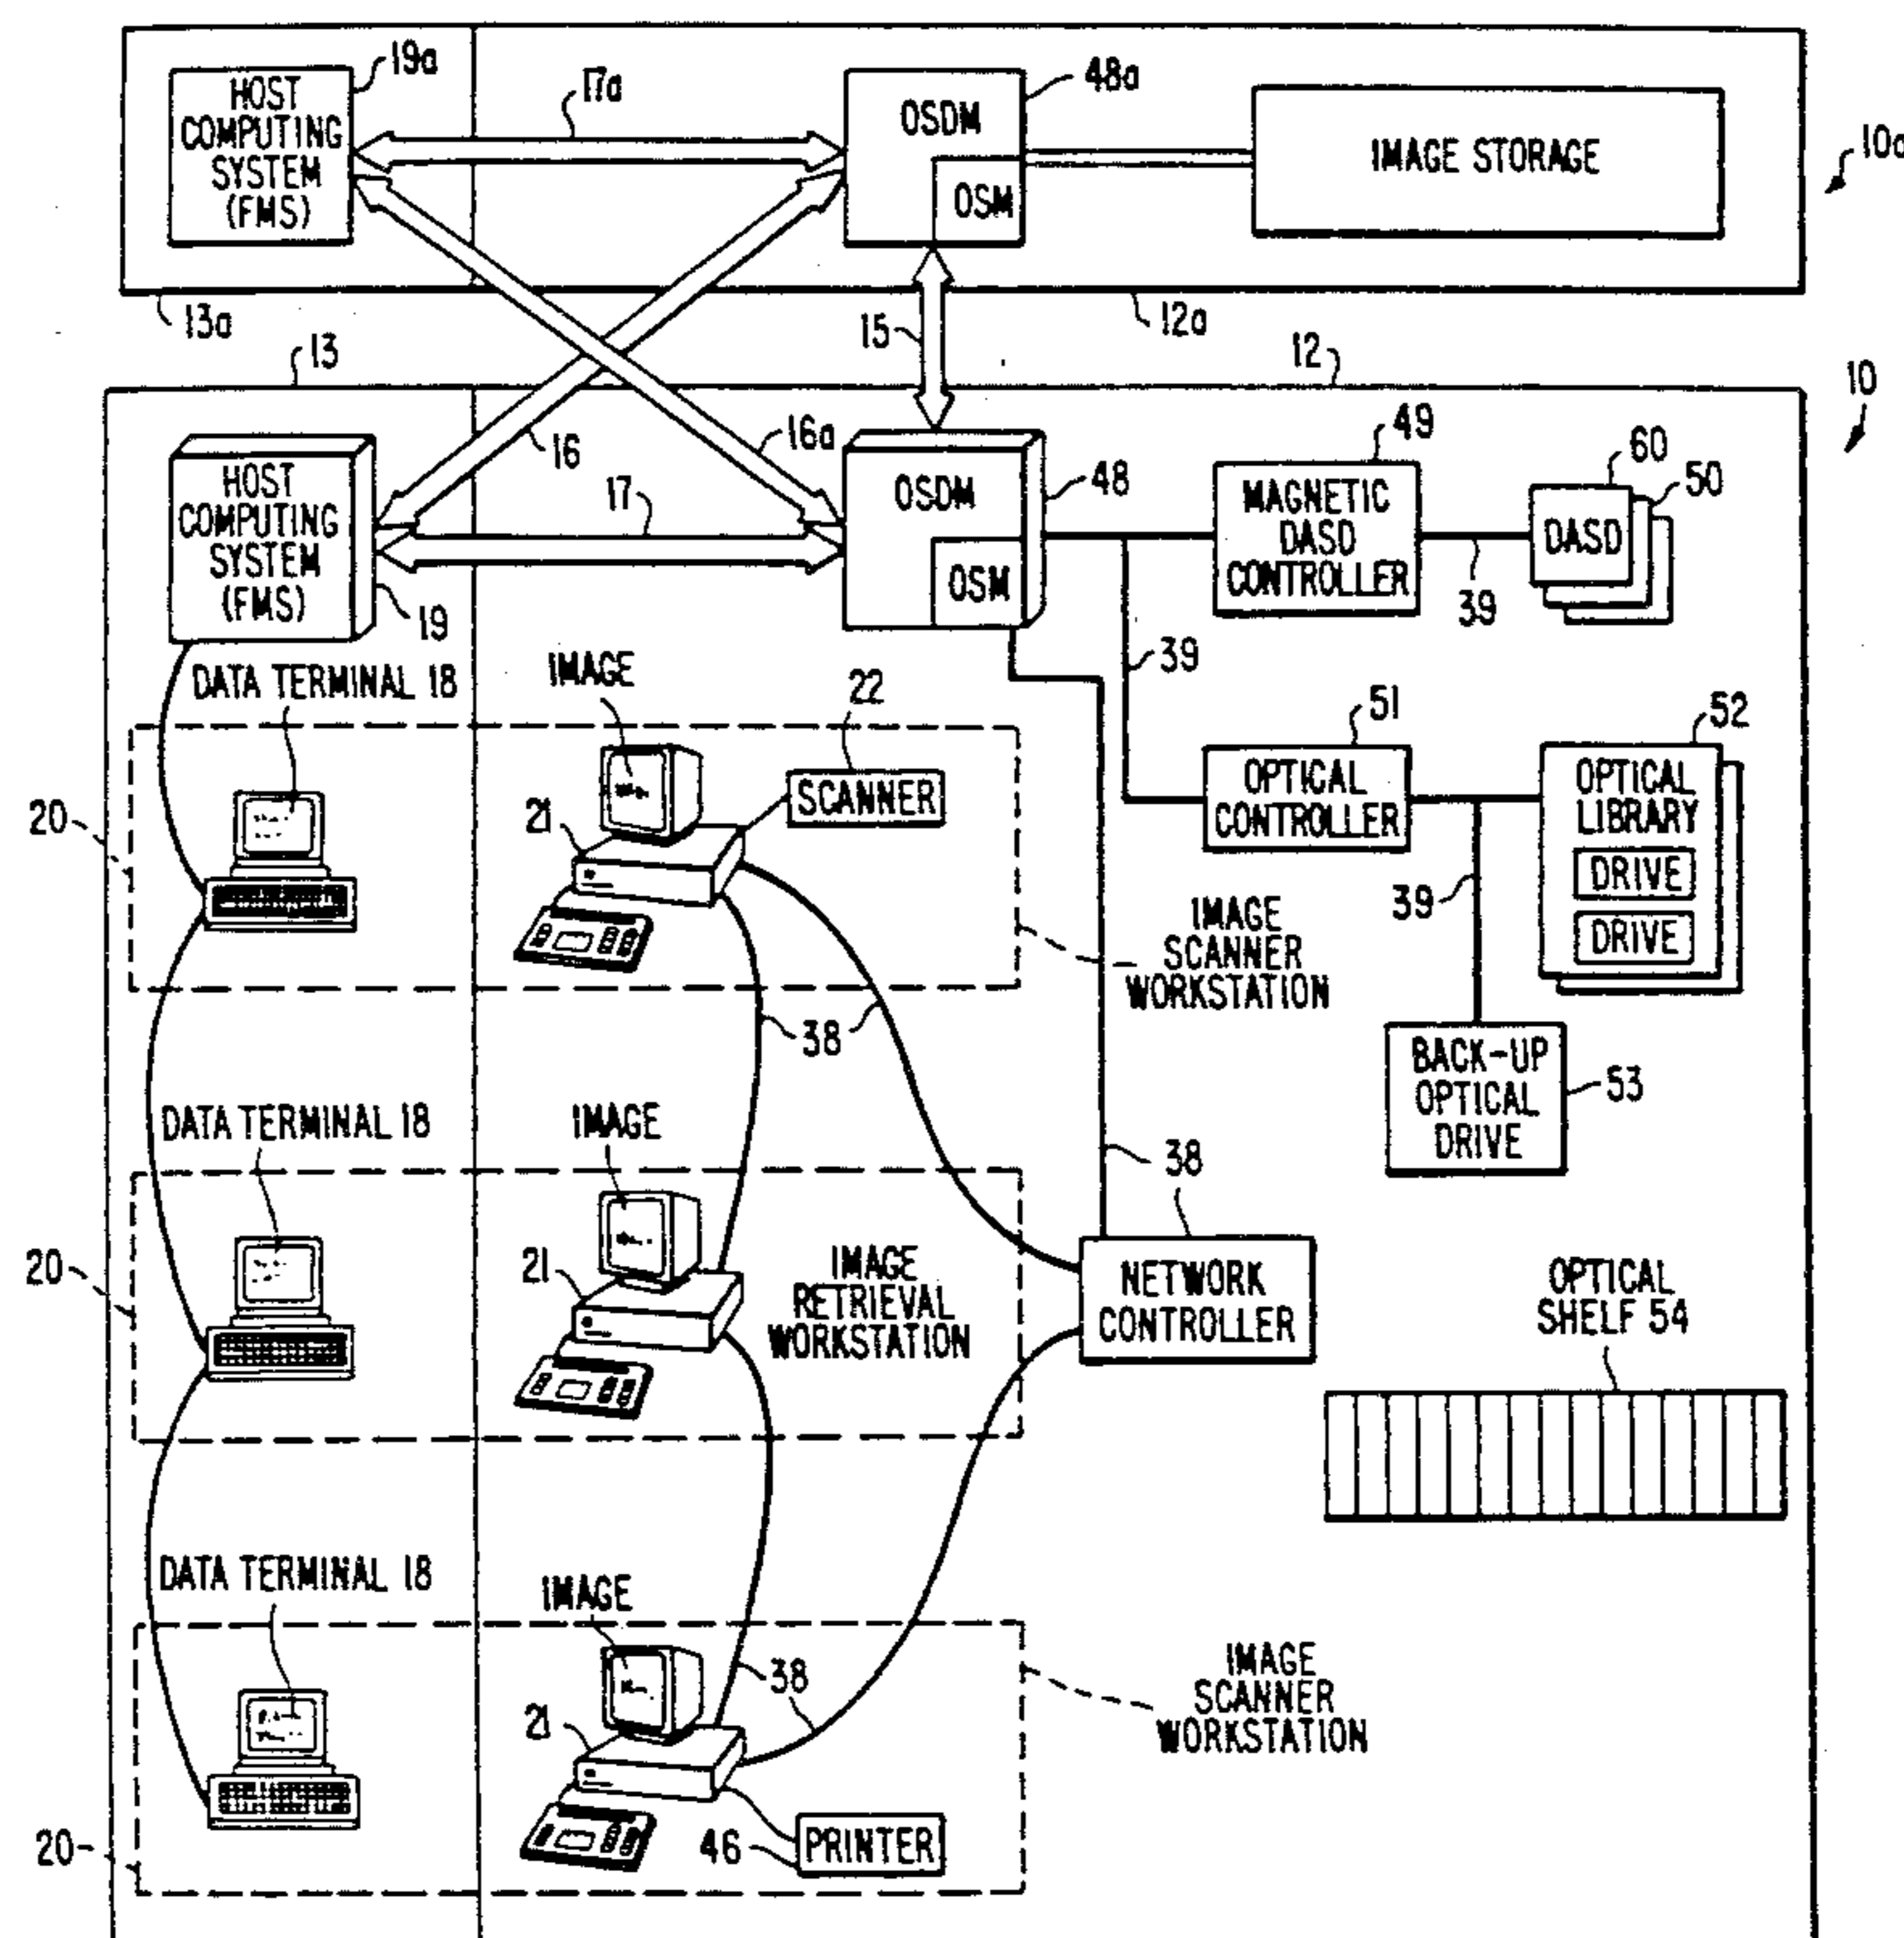 HOST
COMPUTING
SYSTEM
(FMS)
19a
17a
OSDM
OSM
48a
IMAGE STORAGE
10a
13a
15
12a
13
12
10
16
16a
HOST
COMPUTING
SYSTEM
(FMS)
19
17
OSDM
OSM
48
49
MAGNETIC
DASD
CONTROLLER
39
60
50
DASD
39
DATA TERMINAL 18
IMAGE
22
SCANNER
21
20
51
OPTICAL
CONTROLLER
52
OPTICAL
LIBRARY
DRIVE
DRIVE
39
IMAGE
SCANNER
WORKSTATION
38
BACK-UP
OPTICAL
DRIVE
53
DATA TERMINAL 18
IMAGE
38
20
21
IMAGE
RETRIEVAL
WORKSTATION
NETWORK
CONTROLLER
OPTICAL
SHELF 54
DATA TERMINAL 18
IMAGE
38
21
IMAGE
SCANNER
WORKSTATION
20
46
PRINTER